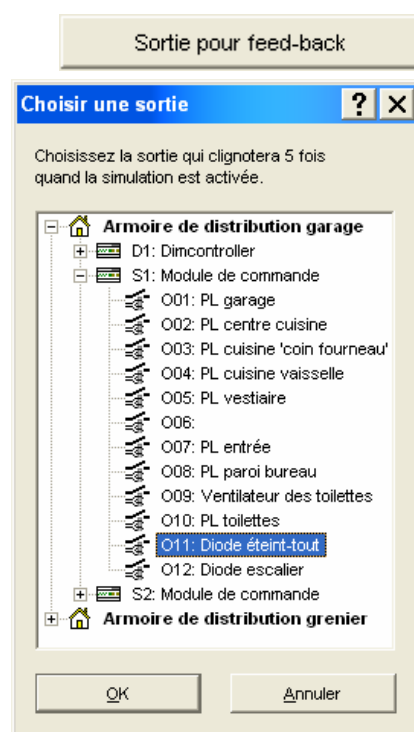 Sortie pour feed-back
Choisir une sortie
Choisissez la sortie qui clignotera 5 fois
quand la simulation est activée.
Armoire de distribution garage
D1: Dimcontroller
S1: Module de commande
O01: PL garage
O02: PL centre cuisine
O03: PL cuisine 'coin fourneau'
O04: PL cuisine vaisselle
O05: PL vestiaire
O06:
O07: PL entrée
O08: PL paroi bureau
O09: Ventilateur des toilettes
O10: PL toilettes
O11: Diode éteint-tout
O12: Diode escalier
S2: Module de commande
Armoire de distribution grenier
OK
Annuler